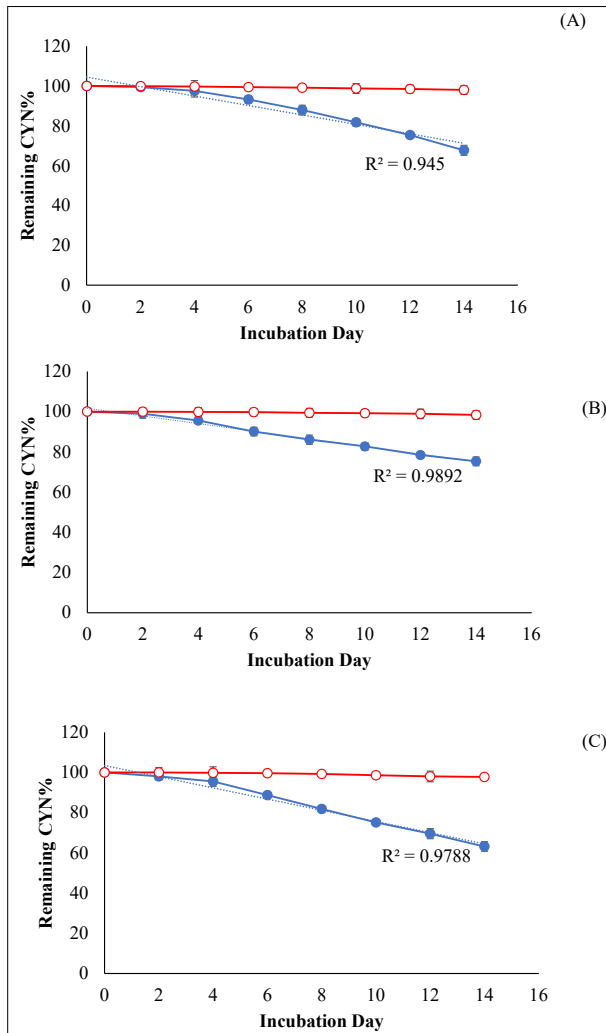 (A)
120
100
80
60
40
20
0
Remaining CYN%
R² = 0.945
0 2 4 6 8 10 12 14 16
Incubation Day
(B)
120
100
80
60
40
20
0
Remaining CYN%
R² = 0.9892
0 2 4 6 8 10 12 14 16
Incubation Day
(C)
120
100
80
60
40
20
0
Remaining CYN%
R² = 0.9788
0 2 4 6 8 10 12 14 16
Incubation Day